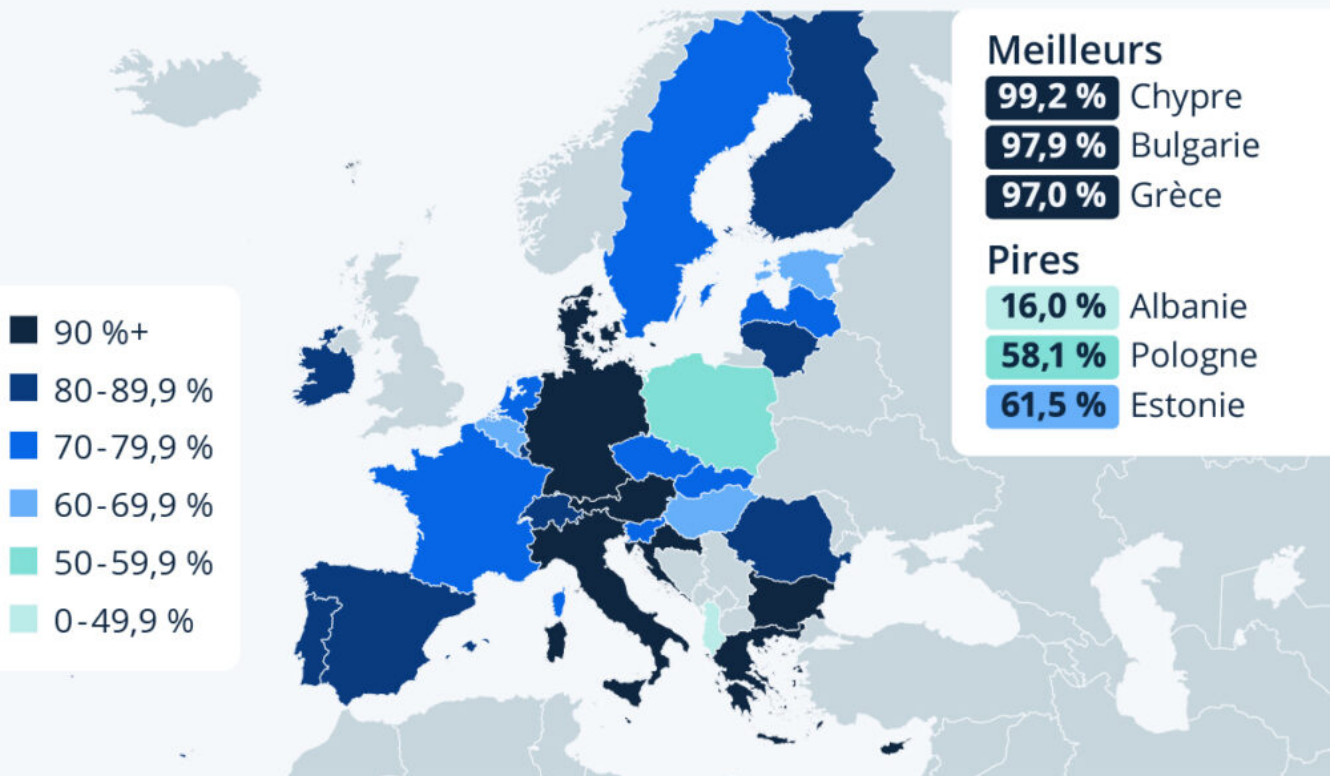 Meilleurs
99,2 % Chypre
97,9 % Bulgarie
97,0 % Grèce
Pires
16,0 % Albanie
58,1 % Pologne
61,5 % Estonie
90 %+
80-89,9 %
70-79,9 %
60-69,9 %
50-59,9 %
0-49,9 %